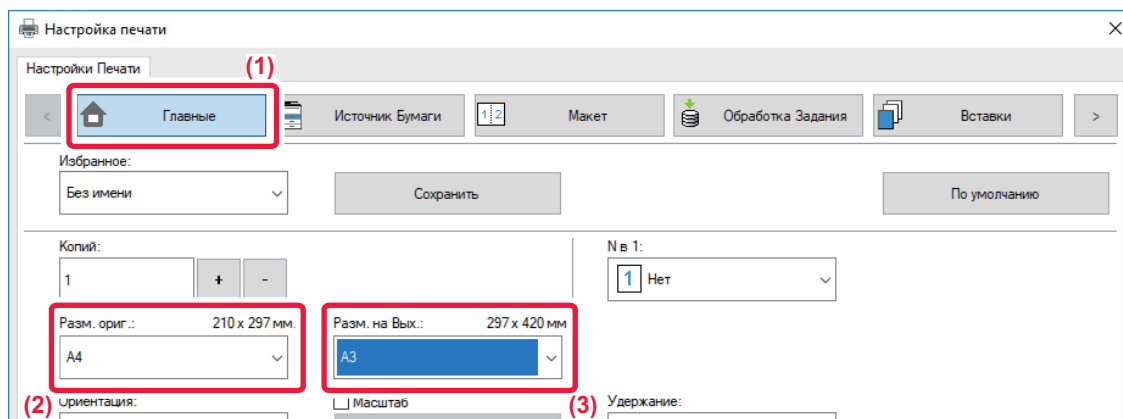 Настройка печати
Настройки Печати
(1)
< Главные Источник Бумаги 1 2 Макет Обработка Задания Вставки >
Избранное:
Без имени Сохранить По умолчанию
Копий: N в 1:
1 + - 1 Нет
Разм. ориг.: 210 x 297 мм. Разм. на Вых.: 297 x 420 мм
A4 A3
(2) Ориентация: Масштаб (3) Удержание: